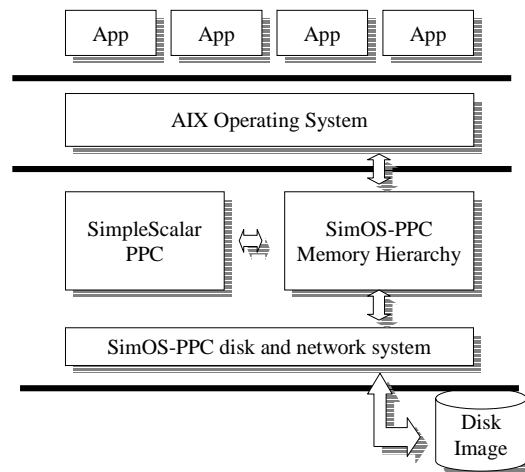 App App App App
AIX Operating System
SimpleScalar
PPC
SimOS-PPC
Memory Hierarchy
SimOS-PPC disk and network system
Disk
Image